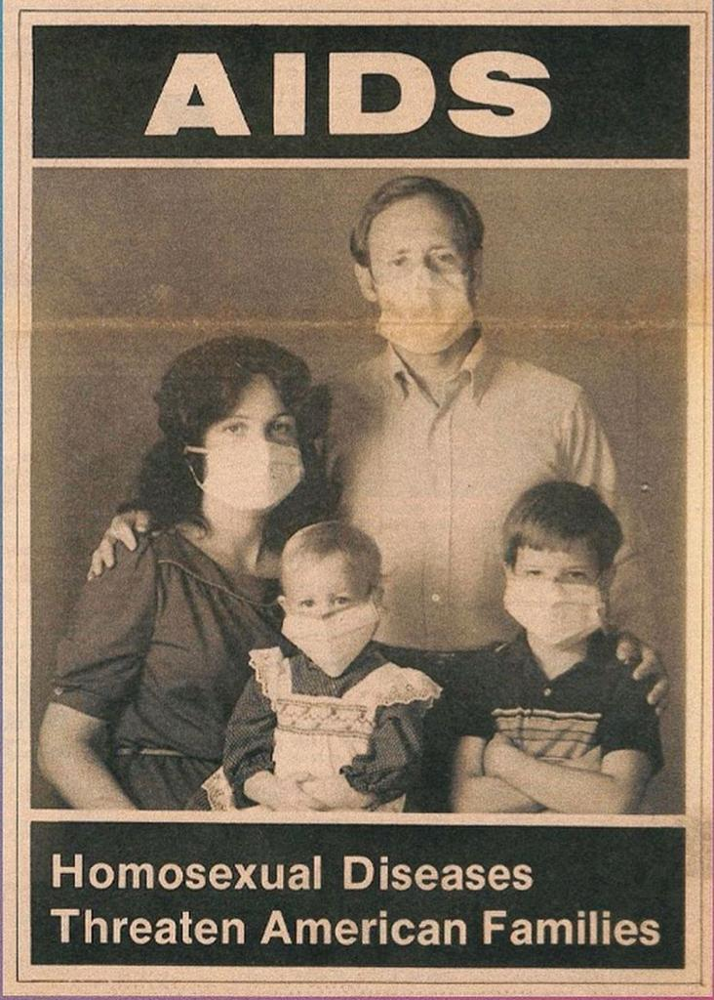 AIDS
Homosexual Diseases
Threaten American Families